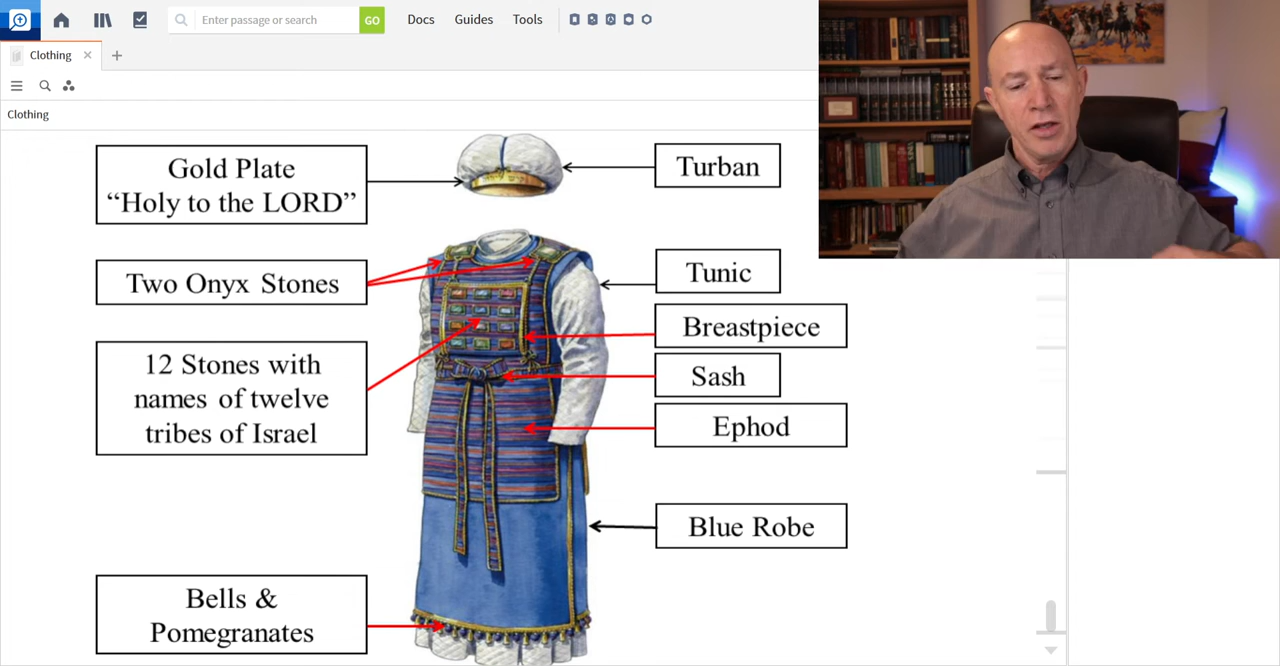 Enter passage or search
GO
Docs
Guides
Tools
Clothing
Clothing
Gold Plate
“Holy to the LORD”
Turban
Two Onyx Stones
Tunic
Breastpiece
12 Stones with
names of twelve
tribes of Israel
Sash
Ephod
Blue Robe
Bells &
Pomegranates